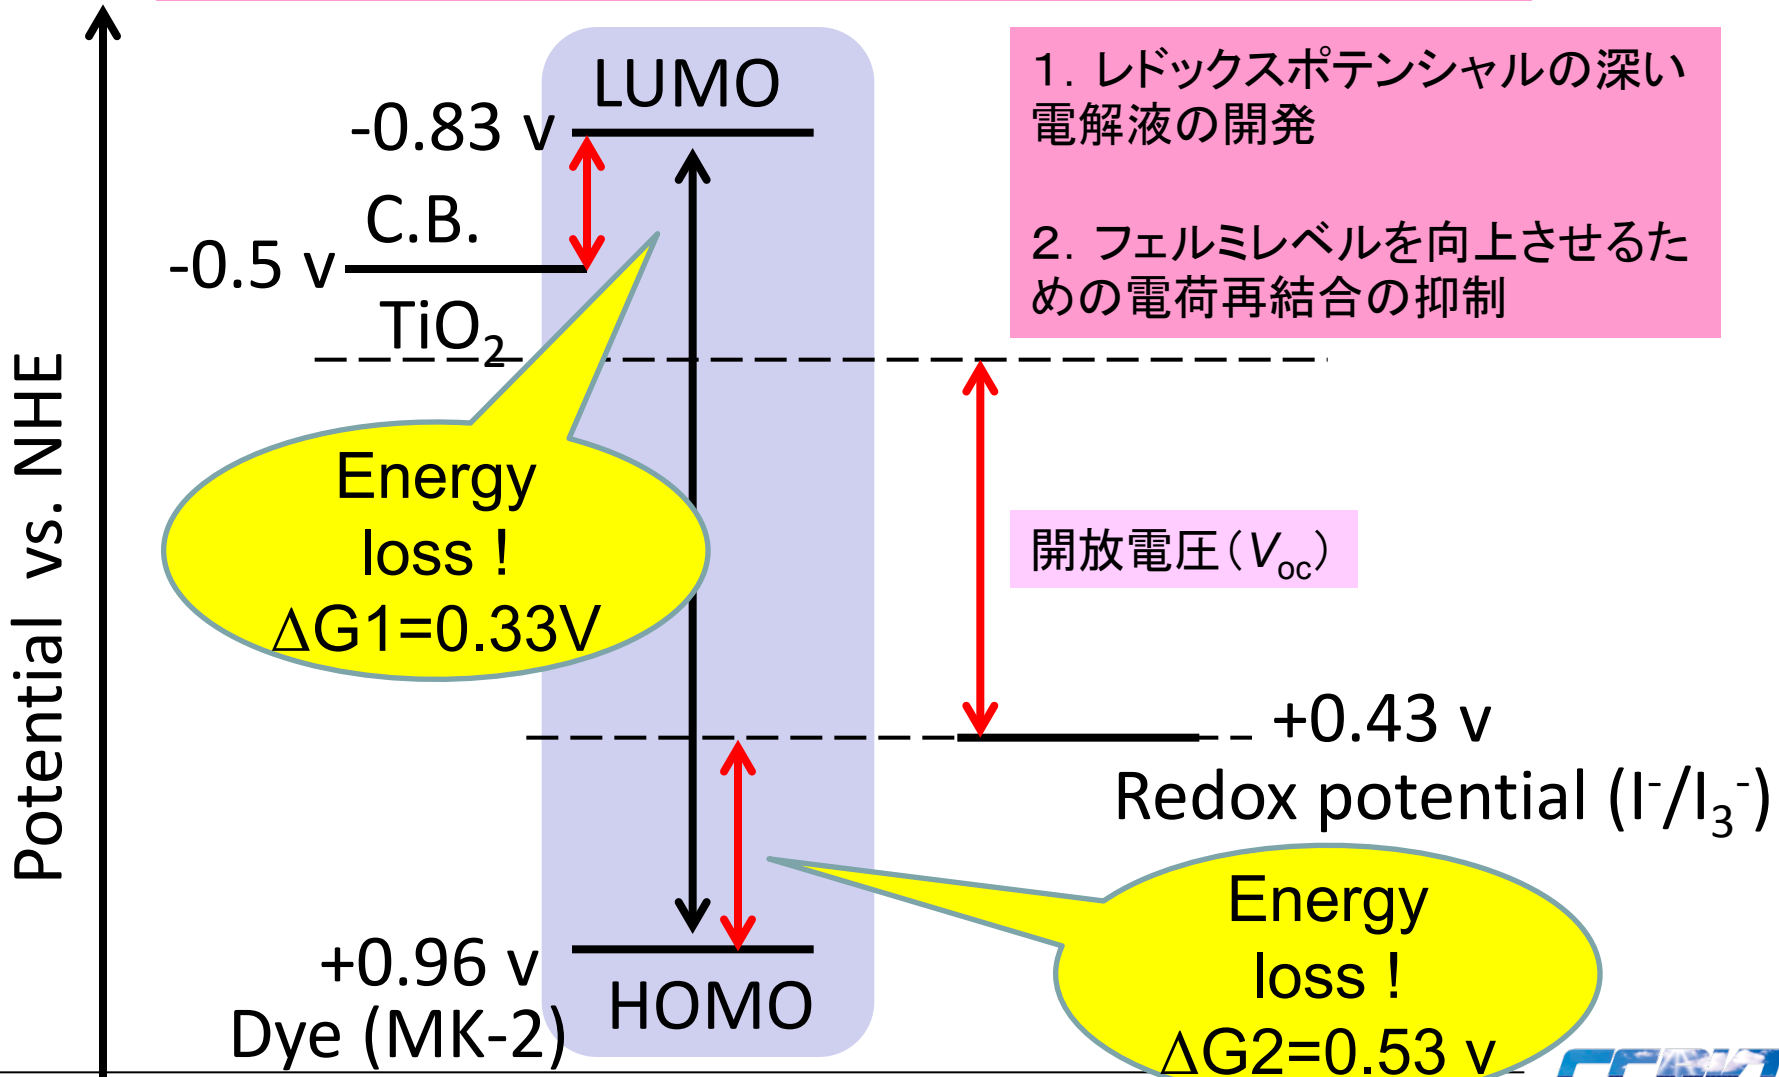 LUMO
-0.83 v
C.B.
-0.5 v
TiO2
1. レドックスポテンシャルの深い
電解液の開発
2. フェルミレベルを向上させるた
めの電荷再結合の抑制
Potential vs. NHE
Energy
loss !
ΔG1=0.33V
開放電圧(Voc)
+0.43 v
Redox potential (I-/I3-)
+0.96 v
HOMO
Dye (MK-2)
Energy
loss !
ΔG2=0.53 v